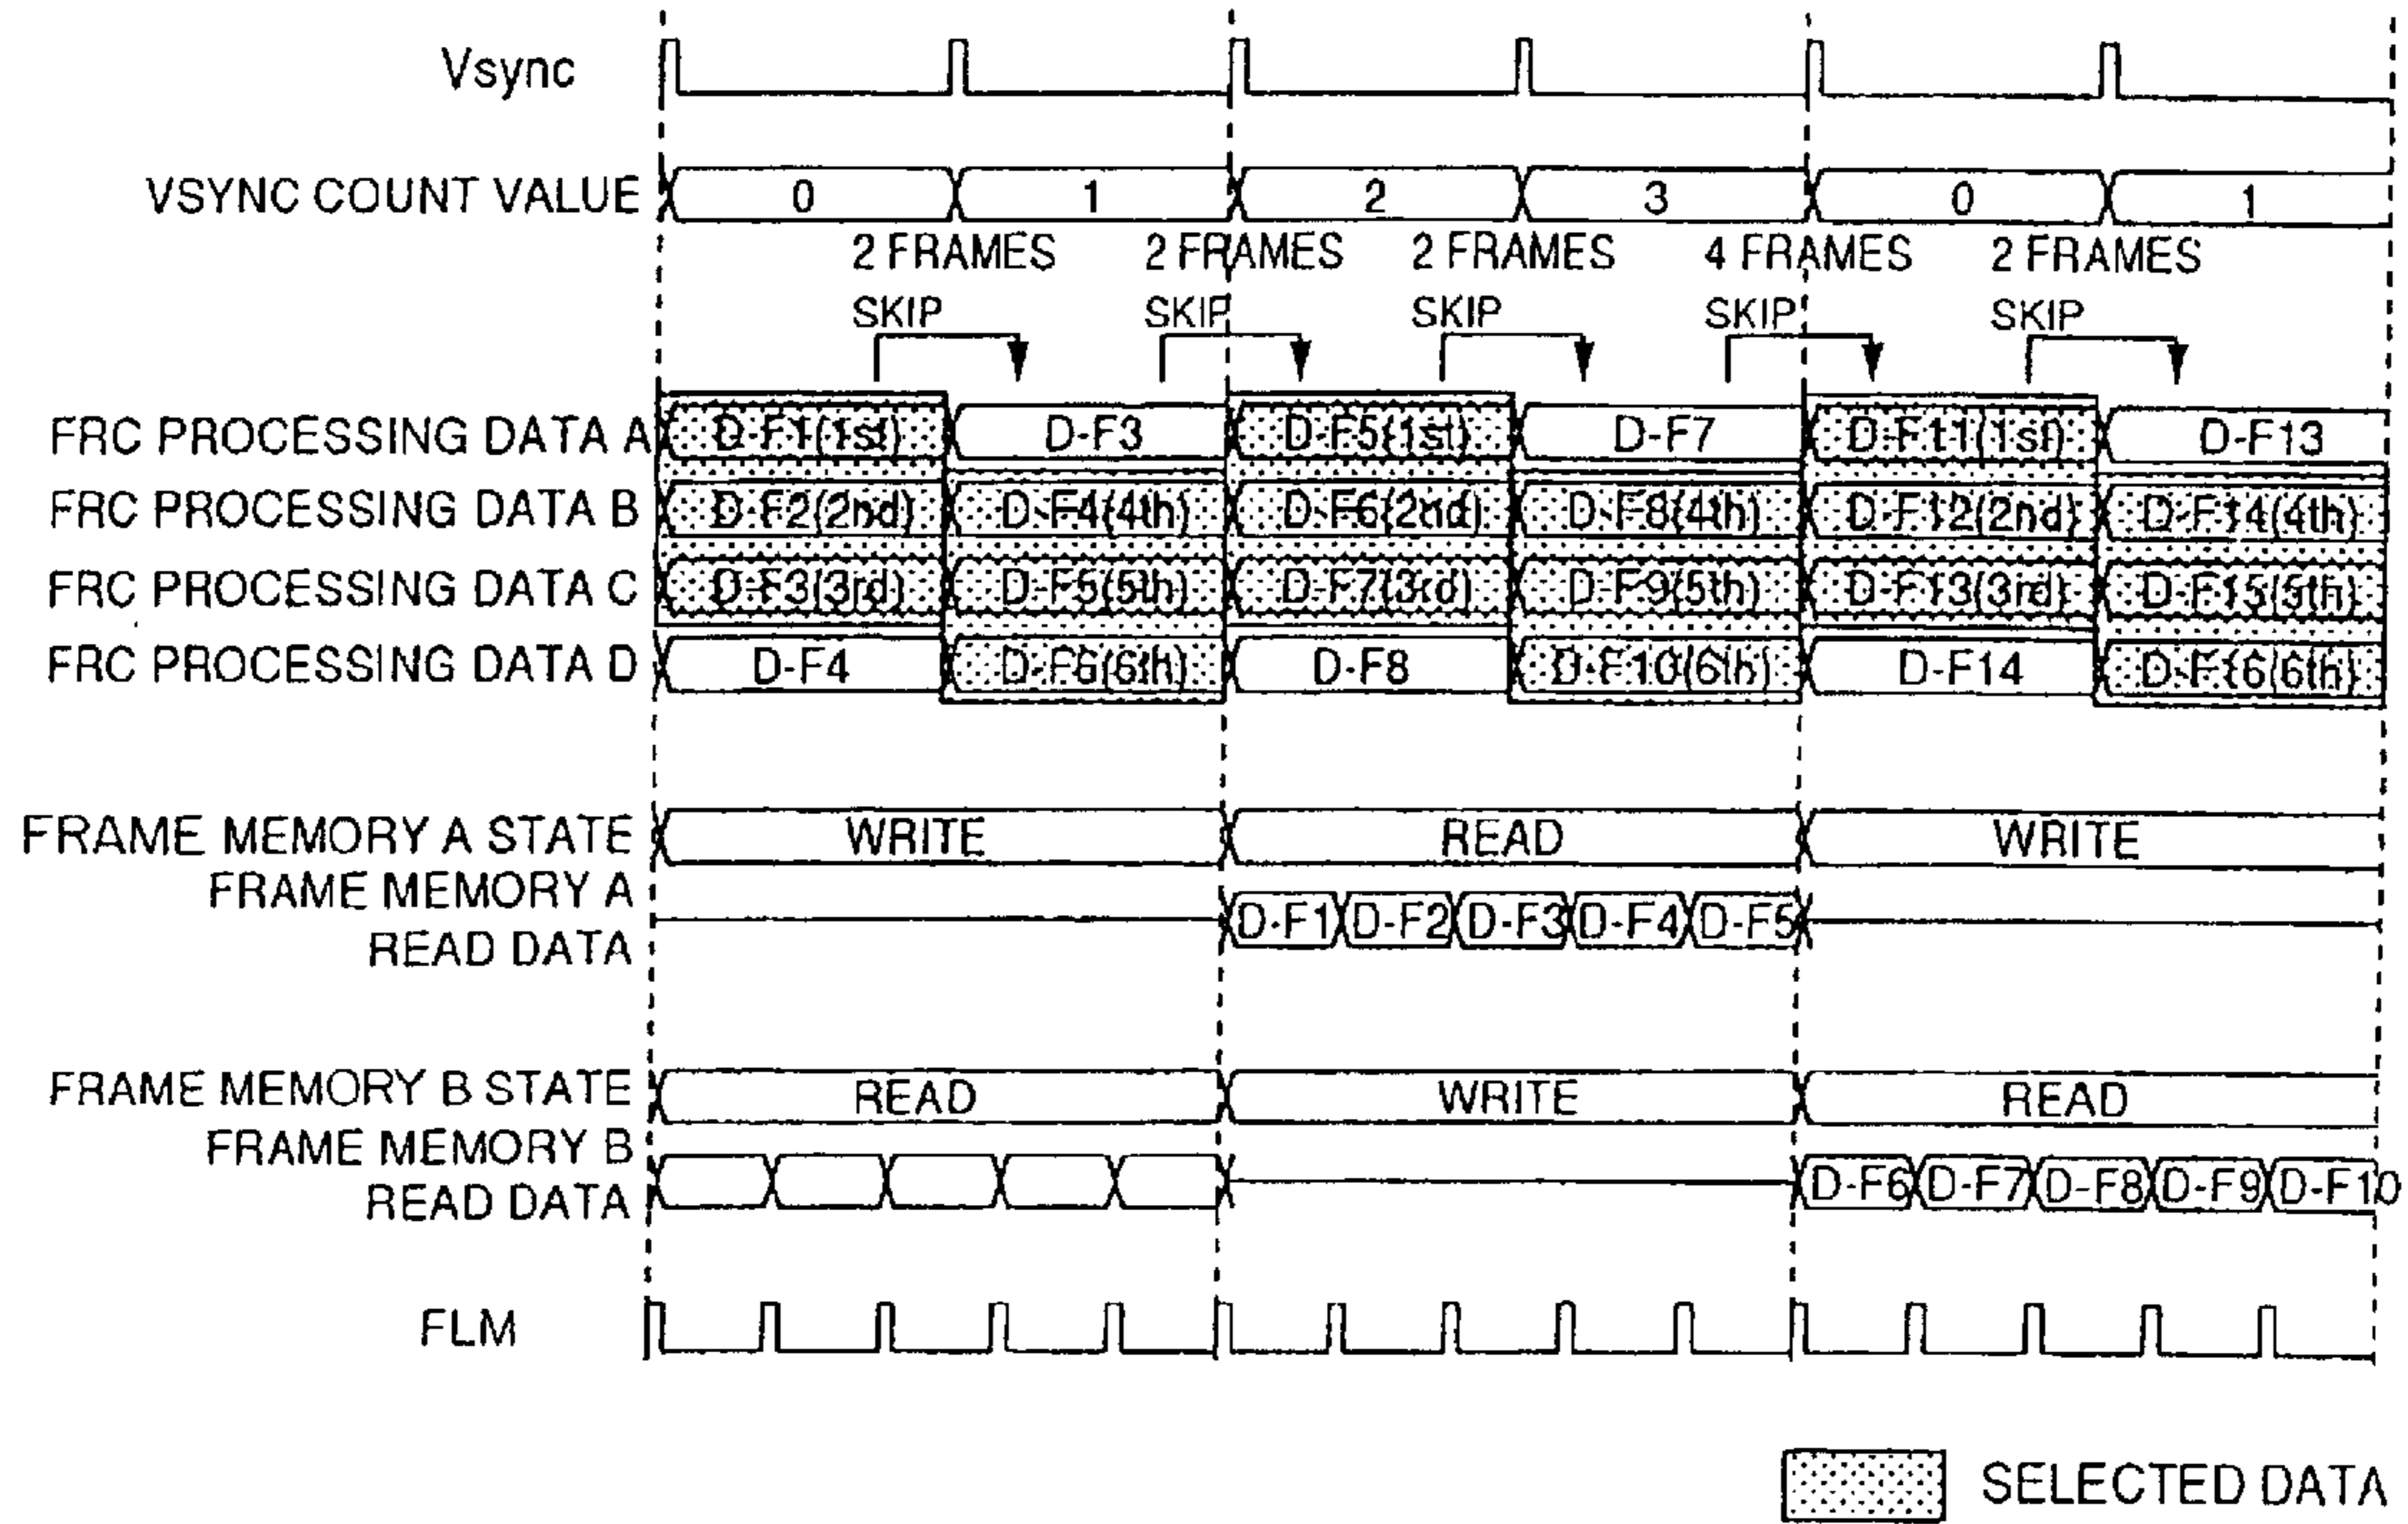 Vsync
VSYNC COUNT VALUE 0 1 2 3 0 1
2 FRAMES 2 FRAMES 2 FRAMES 4 FRAMES 2 FRAMES
SKIP SKIP SKIP SKIP SKIP
FRC PROCESSING DATA A D-F1(1st) D-F3 D-F5(1st) D-F7 D-F11(1st) D-F13
FRC PROCESSING DATA B D-F2(2nd) D-F4(4th) D-F6(2nd) D-F8(4th) D-F12(2nd) D-F14(4th)
FRC PROCESSING DATA C D-F3(3rd) D-F5(5th) D-F7(3rd) D-F9(5th) D-F13(3rd) D-F15(5th)
FRC PROCESSING DATA D D-F4 D-F6(6th) D-F8 D-F10(6th) D-F14 D-F16(6th)
FRAME MEMORY A STATE WRITE READ WRITE
FRAME MEMORY A
READ DATA D-F1 D-F2 D-F3 D-F4 D-F5
FRAME MEMORY B STATE READ WRITE READ
FRAME MEMORY B
READ DATA D-F6 D-F7 D-F8 D-F9 D-F10
FLM
SELECTED DATA